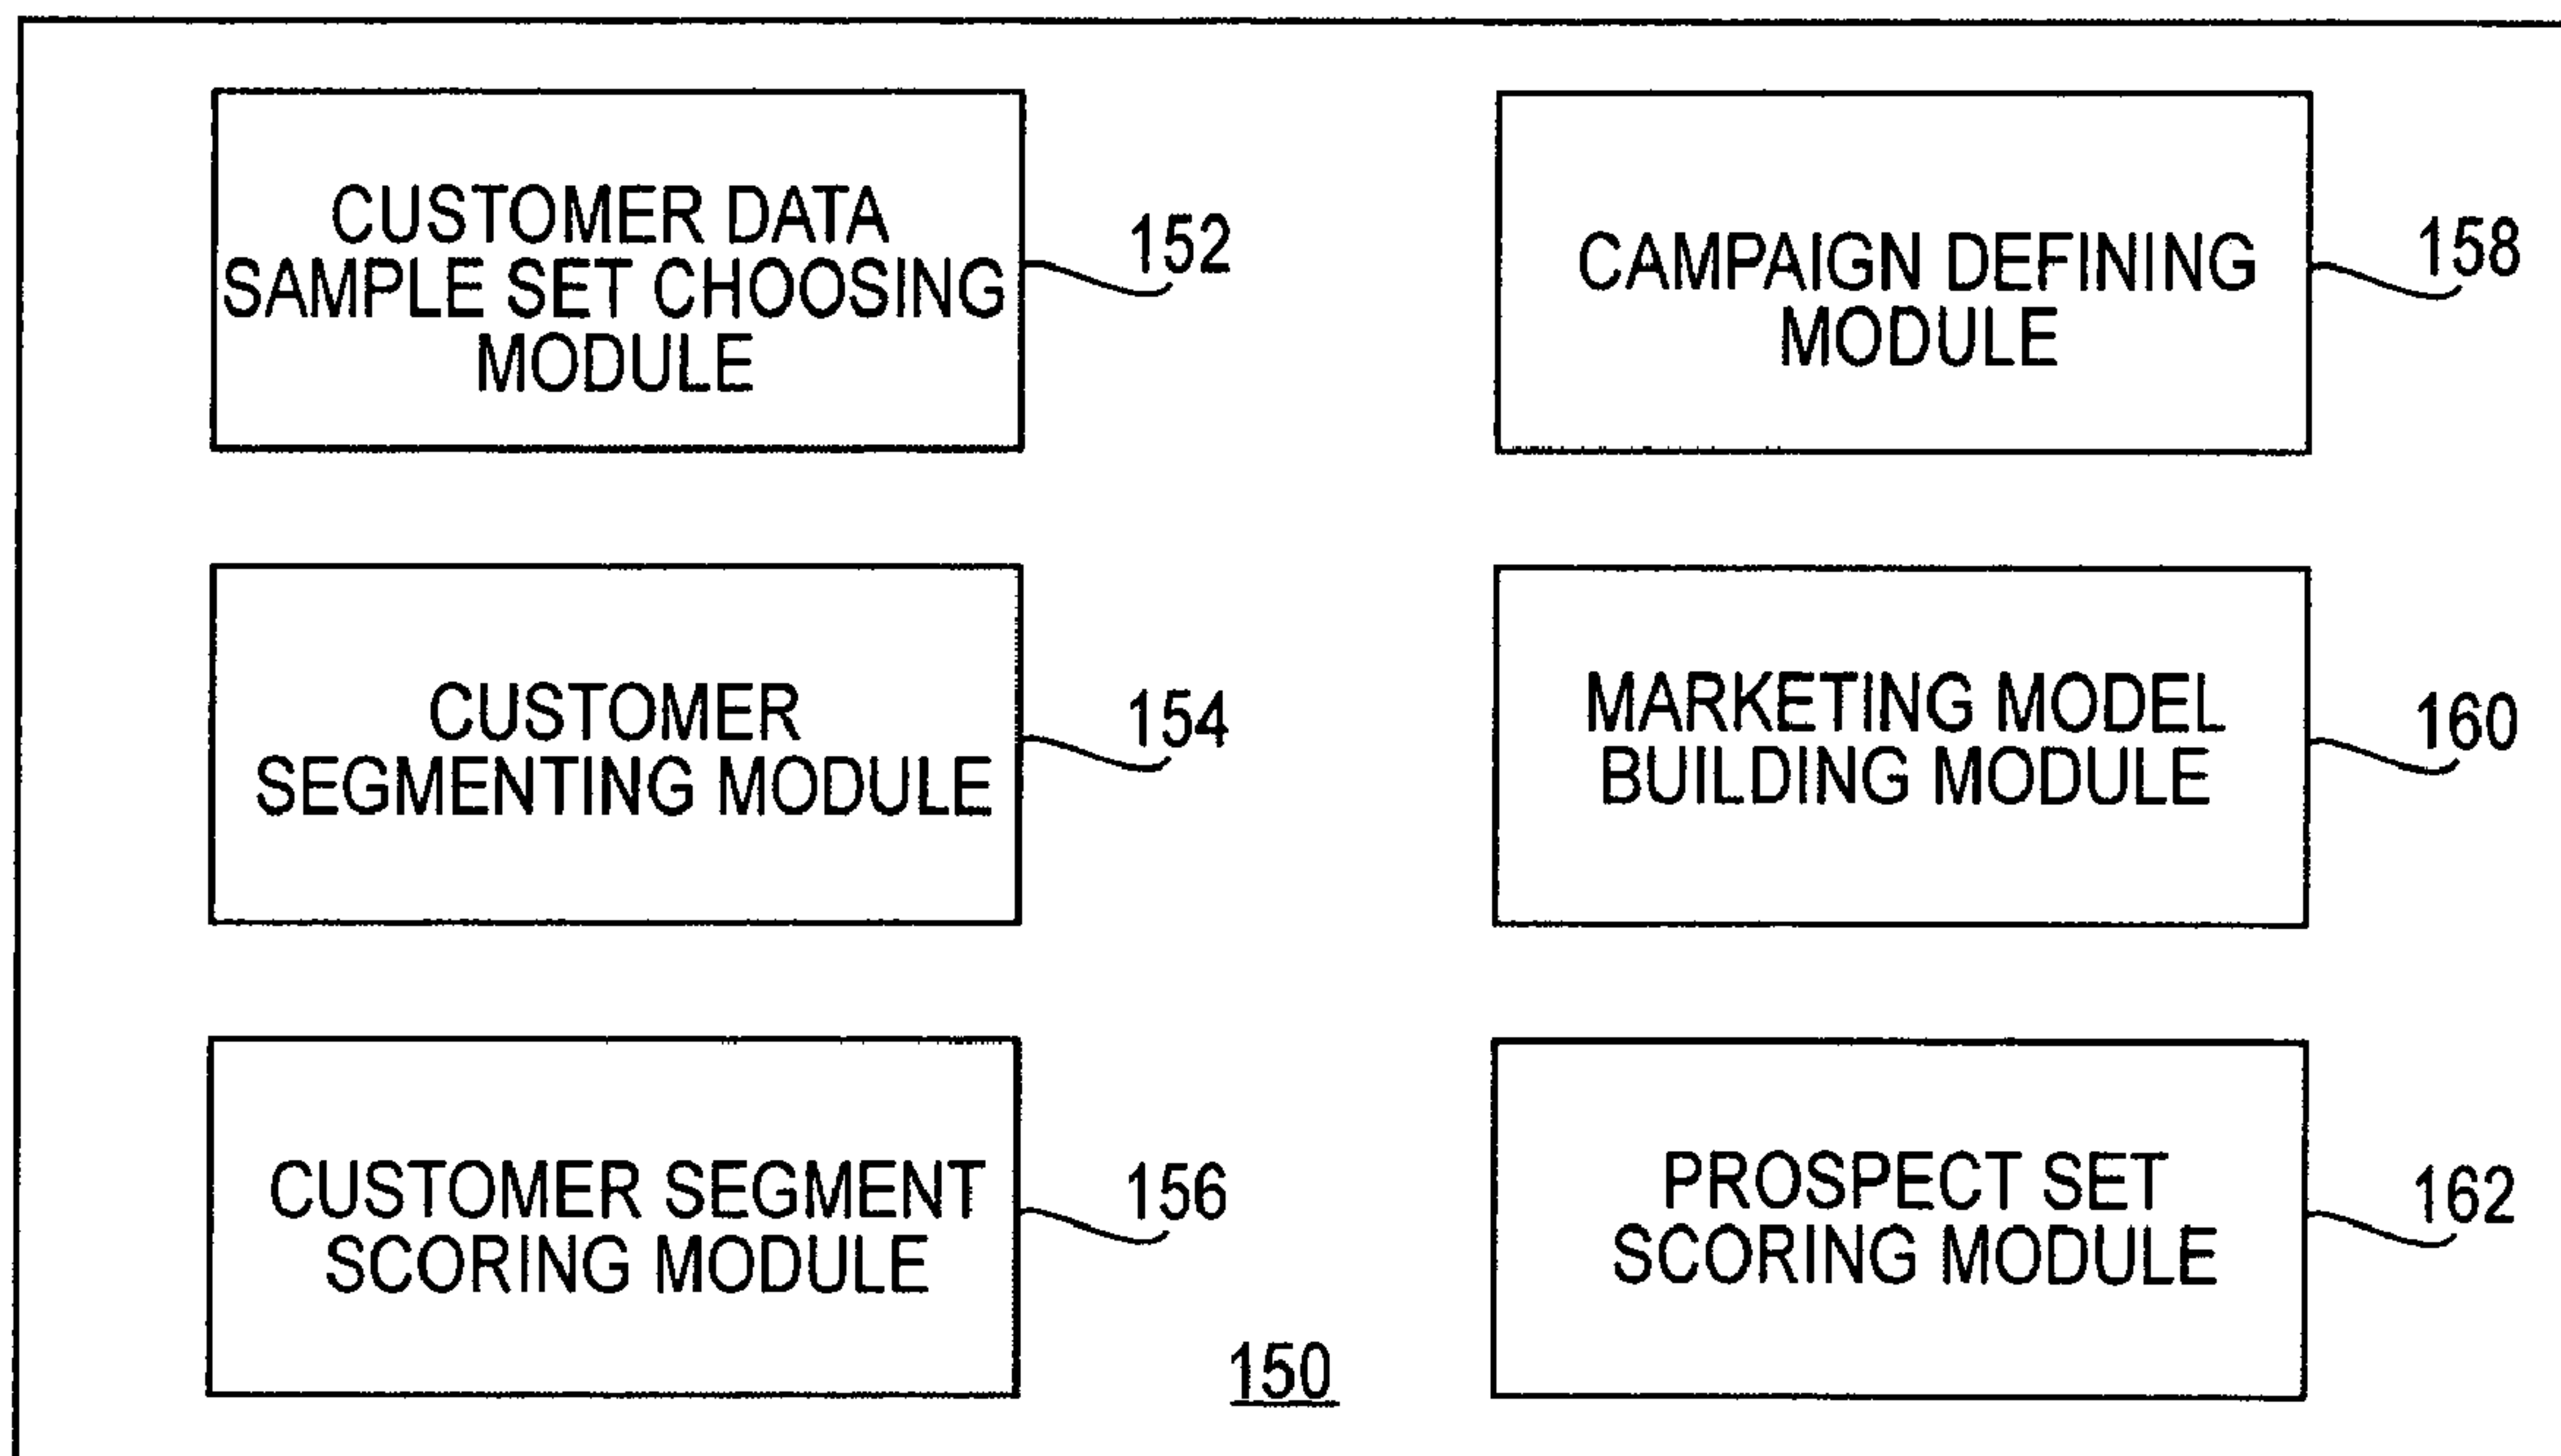 CUSTOMER DATA
SAMPLE SET CHOOSING
MODULE
152
CUSTOMER
SEGMENTING MODULE
154
CUSTOMER SEGMENT
SCORING MODULE
156
CAMPAIGN DEFINING
MODULE
158
MARKETING MODEL
BUILDING MODULE
160
PROSPECT SET
SCORING MODULE
162
150